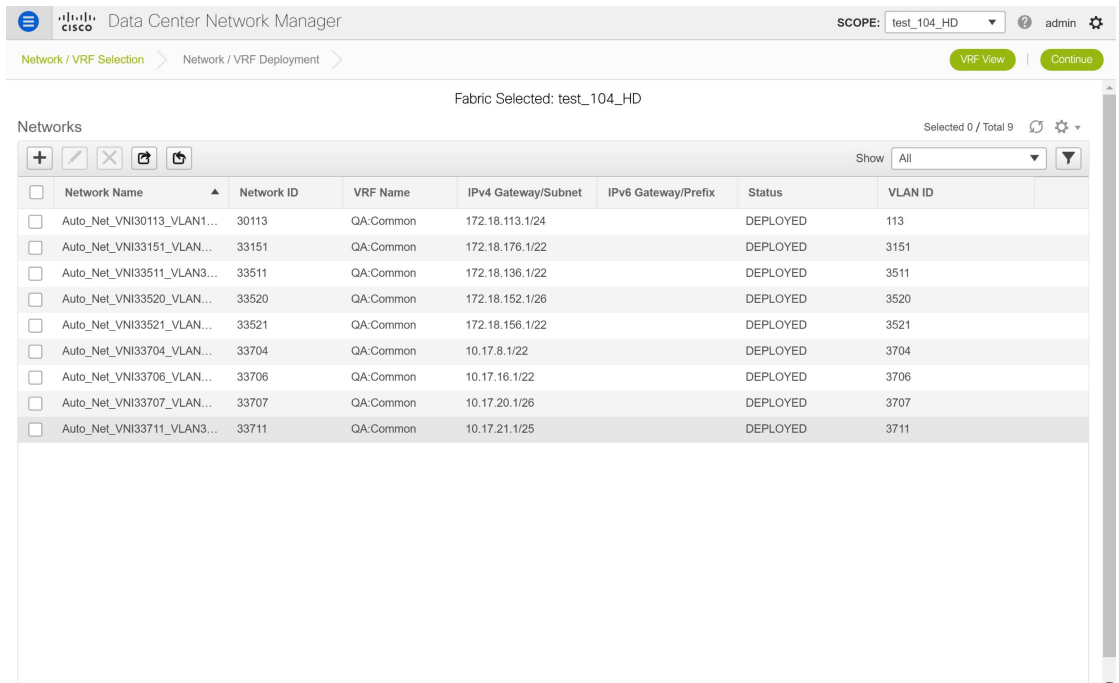 cisco Data Center Network Manager SCOPE: test_104_HD admin
Network / VRF Selection Network / VRF Deployment VRF View Continue
Fabric Selected: test_104_HD
Networks Selected 0 / Total 9
Show All
Network Name Network ID VRF Name IPv4 Gateway/Subnet IPv6 Gateway/Prefix Status VLAN ID
Auto_Net_VNI30113_VLAN1... 30113 QA:Common 172.18.113.1/24 DEPLOYED 113
Auto_Net_VNI33151_VLAN... 33151 QA:Common 172.18.176.1/22 DEPLOYED 3151
Auto_Net_VNI33511_VLAN3... 33511 QA:Common 172.18.136.1/22 DEPLOYED 3511
Auto_Net_VNI33520_VLAN... 33520 QA:Common 172.18.152.1/26 DEPLOYED 3520
Auto_Net_VNI33521_VLAN... 33521 QA:Common 172.18.156.1/22 DEPLOYED 3521
Auto_Net_VNI33704_VLAN... 33704 QA:Common 10.17.8.1/22 DEPLOYED 3704
Auto_Net_VNI33706_VLAN... 33706 QA:Common 10.17.16.1/22 DEPLOYED 3706
Auto_Net_VNI33707_VLAN... 33707 QA:Common 10.17.20.1/26 DEPLOYED 3707
Auto_Net_VNI33711_VLAN3... 33711 QA:Common 10.17.21.1/25 DEPLOYED 3711